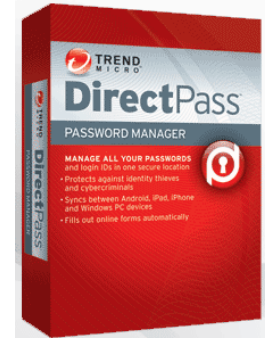 TREND
MICRO
DirectPass
PASSWORD MANAGER
MANAGE ALL YOUR PASSWORDS
and login IDs in one secure location
• Protects against identity thieves
and cybercriminals
• Syncs between Android, iPad, iPhone
and Windows PC devices
• Fills out online forms automatically
TREND
MICRO
DirectPass
PASSWORD MANAGER